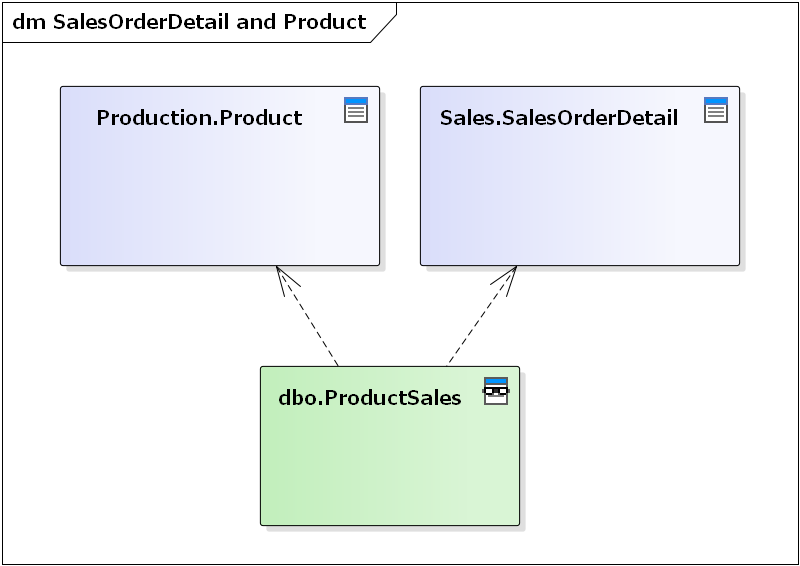 dm SalesOrderDetail and Product
Production.Product
Sales.SalesOrderDetail
dbo.ProductSales